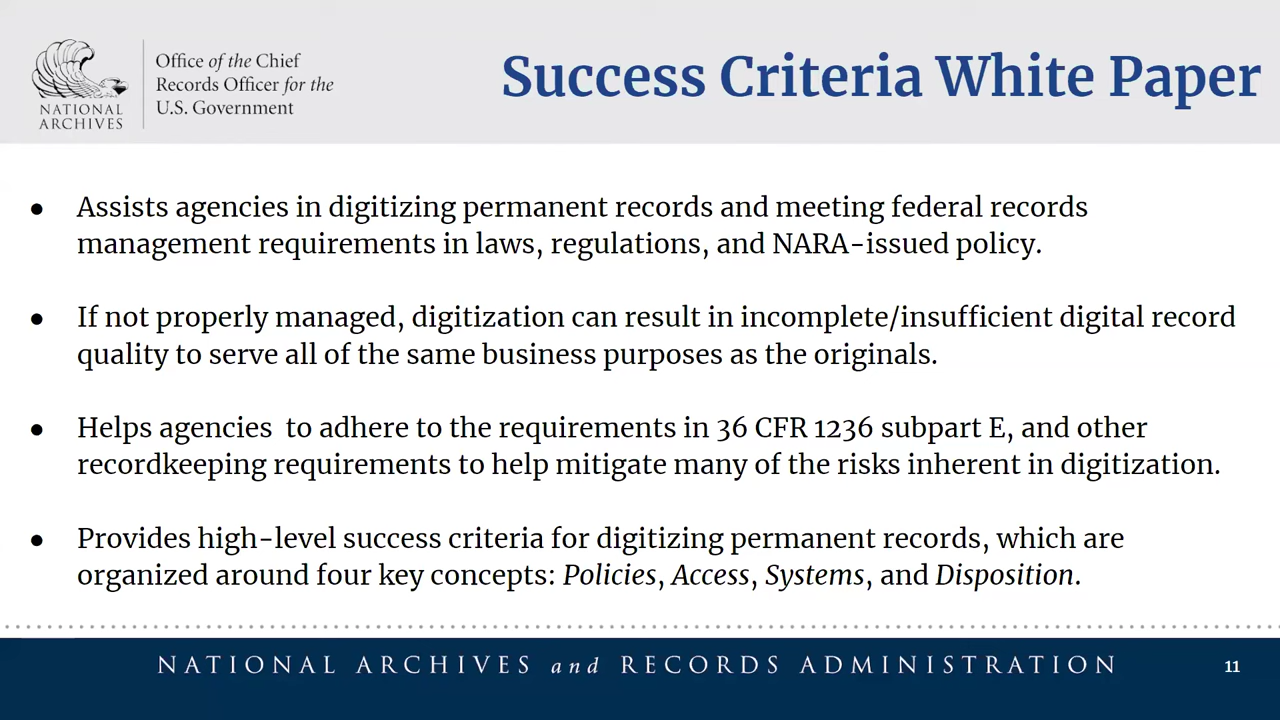 NATIONAL
ARCHIVES
Office of the Chief
Records Officer for the
U.S. Government
Success Criteria White Paper
● Assists agencies in digitizing permanent records and meeting federal records
management requirements in laws, regulations, and NARA-issued policy.
● If not properly managed, digitization can result in incomplete/insufficient digital record
quality to serve all of the same business purposes as the originals.
● Helps agencies  to adhere to the requirements in 36 CFR 1236 subpart E, and other
recordkeeping requirements to help mitigate many of the risks inherent in digitization.
● Provides high-level success criteria for digitizing permanent records, which are
organized around four key concepts: Policies, Access, Systems, and Disposition.
NATIONAL ARCHIVES and RECORDS ADMINISTRATION
11